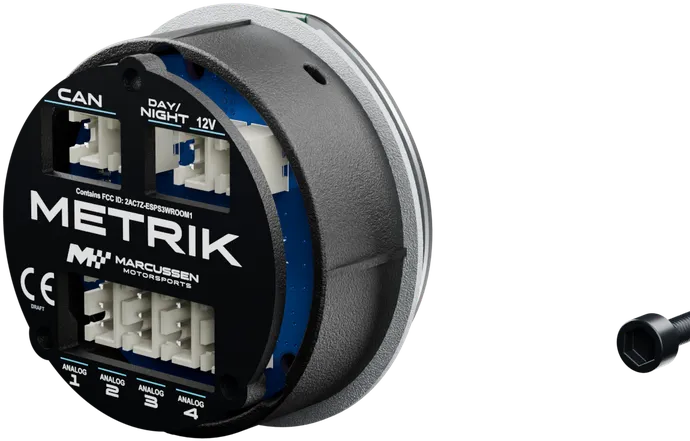 CAN
DAY/
NIGHT 12V
Contains FCC ID: 2AC7Z-ESPS3WROOM1
METRIK
M MARCUSSEN
MOTORSPORTS
CE
DRAFT
ANALOG ANALOG ANALOG ANALOG
1 2 3 4